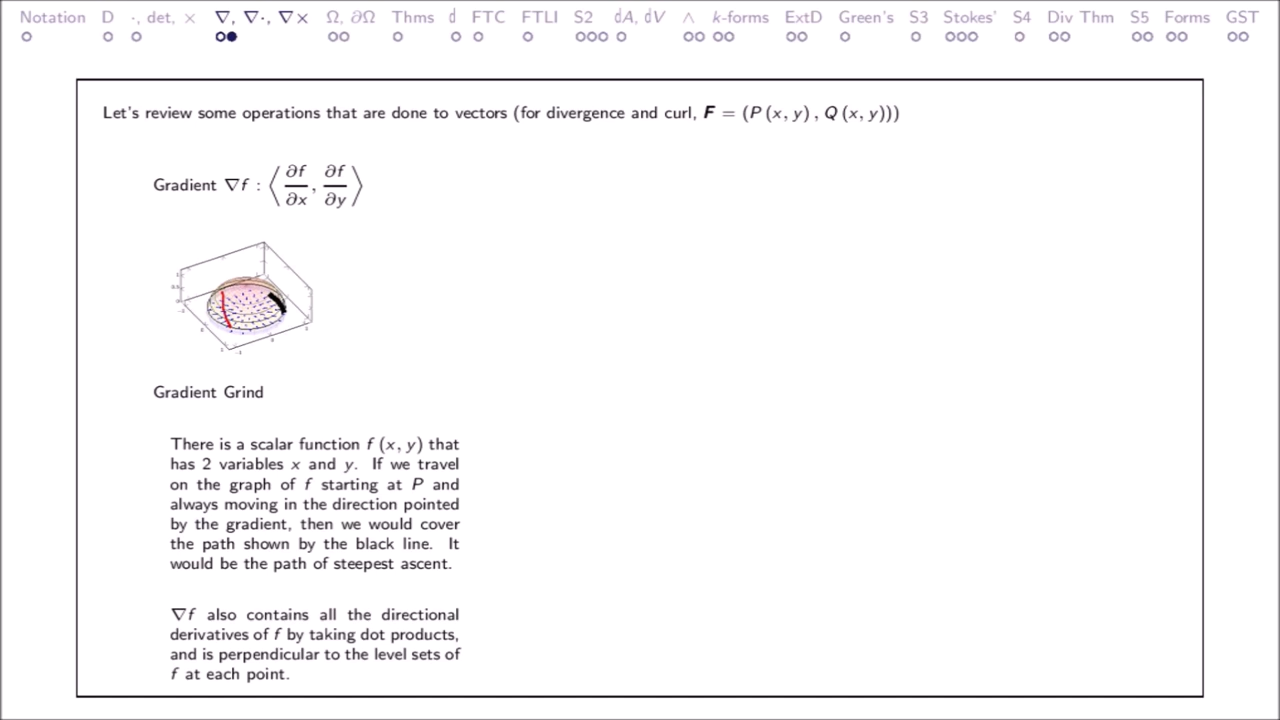 Notation D ·, det, × ∇, ∇·, ∇× Ω, ∂Ω Thms đ FTC FTLI S2 đA, đV ∧ k-forms ExtD Green's S3 Stokes' S4 Div Thm S5 Forms GST
Let's review some operations that are done to vectors (for divergence and curl, F = (P (x, y) , Q (x, y)))
Gradient ∇f : ⟨ ∂f/∂x , ∂f/∂y ⟩
Gradient Grind
There is a scalar function f (x, y) that
has 2 variables x and y. If we travel
on the graph of f starting at P and
always moving in the direction pointed
by the gradient, then we would cover
the path shown by the black line. It
would be the path of steepest ascent.
∇f also contains all the directional
derivatives of f by taking dot products,
and is perpendicular to the level sets of
f at each point.